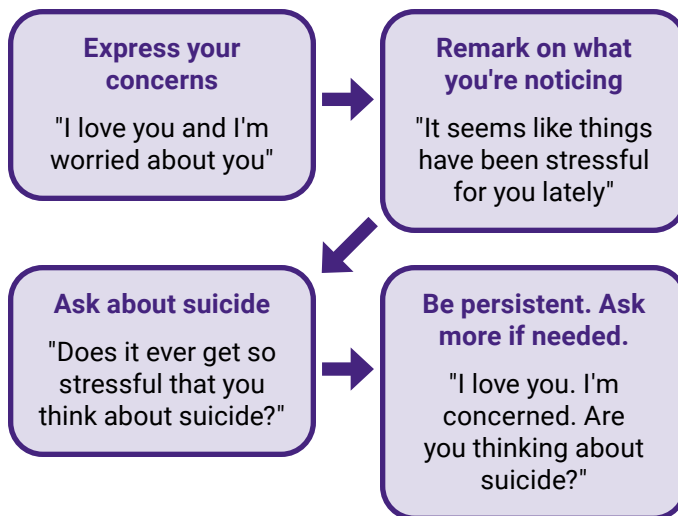 Express your
concerns
"I love you and I'm
worried about you"
Remark on what
you're noticing
"It seems like things
have been stressful
for you lately"
Ask about suicide
"Does it ever get so
stressful that you
think about suicide?"
Be persistent. Ask
more if needed.
"I love you. I'm
concerned. Are
you thinking about
suicide?"